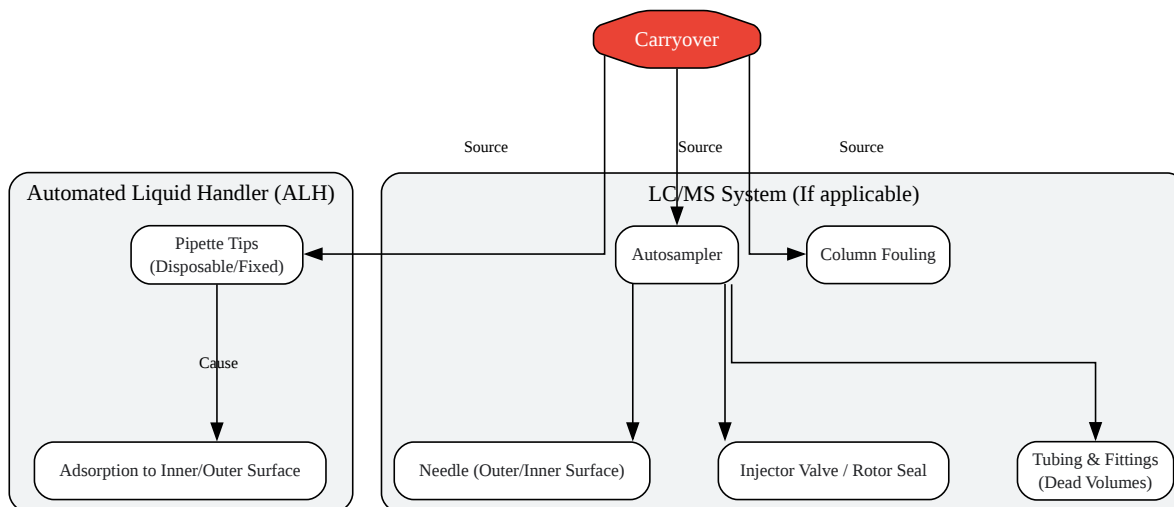 Carryover
Source
Source
Source
Automated Liquid Handler (ALH)
LC/MS System (If applicable)
Pipette Tips
(Disposable/Fixed)
Autosampler
Column Fouling
Cause
Adsorption to Inner/Outer Surface
Needle (Outer/Inner Surface)
Injector Valve / Rotor Seal
Tubing & Fittings
(Dead Volumes)